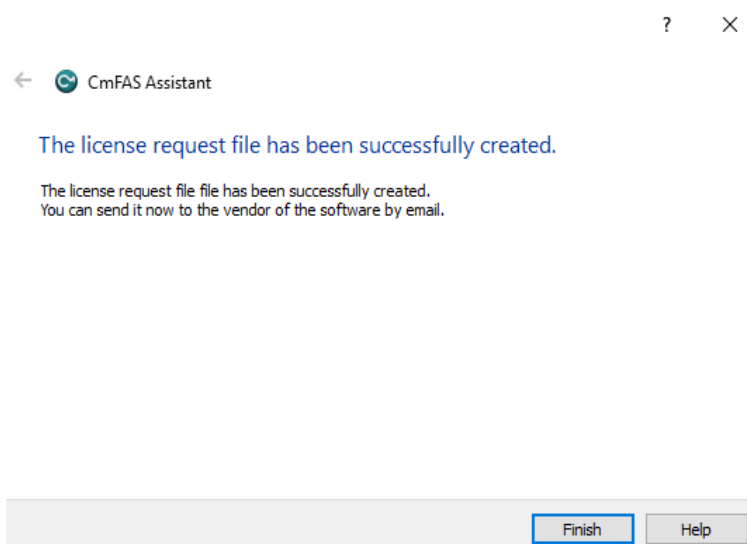 ?
CmFAS Assistant
The license request file has been successfully created.
The license request file file has been successfully created.
You can send it now to the vendor of the software by email.
Finish Help